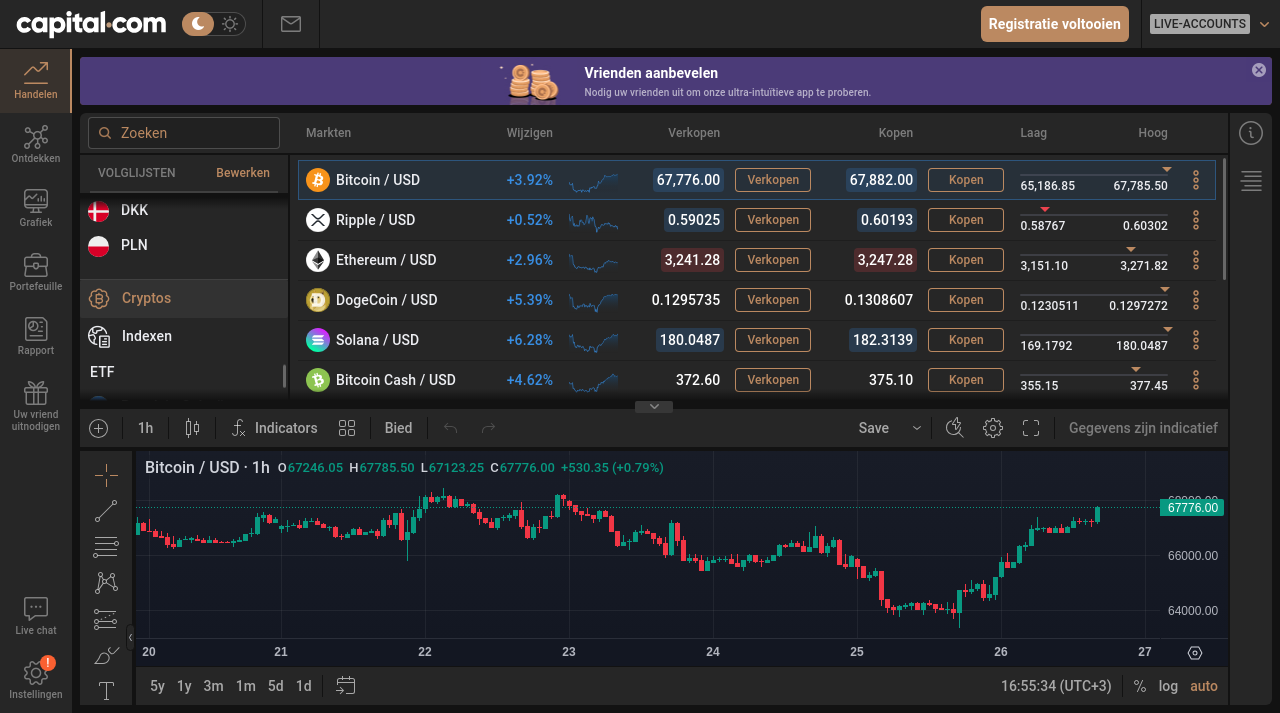 capital.com
Registratie voltooien
LIVE-ACCOUNTS
Handelen
Ontdekken
Grafiek
Portefeuille
Rapport
Uw vriend
uitnodigen
Live chat
!
Instellingen
Vrienden aanbevelen
Nodig uw vrienden uit om onze ultra-intuïtieve app te proberen.
Zoeken
VOLGLIJSTEN Bewerken
DKK
PLN
Cryptos
Indexen
ETF
Markten Wijzigen Verkopen Kopen Laag Hoog
Bitcoin / USD +3.92% 67,776.00 Verkopen 67,882.00 Kopen 65,186.85 67,785.50
Ripple / USD +0.52% 0.59025 Verkopen 0.60193 Kopen 0.58767 0.60302
Ethereum / USD +2.96% 3,241.28 Verkopen 3,247.28 Kopen 3,151.10 3,271.82
DogeCoin / USD +5.39% 0.1295735 Verkopen 0.1308607 Kopen 0.1230511 0.1297272
Solana / USD +6.28% 180.0487 Verkopen 182.3139 Kopen 169.1792 180.0487
Bitcoin Cash / USD +4.62% 372.60 Verkopen 375.10 Kopen 355.15 377.45
1h Indicators Bied Save Gegevens zijn indicatief
Bitcoin / USD · 1h O67246.05 H67785.50 L67123.25 C67776.00 +530.35 (+0.79%)
67776.00
66000.00
64000.00
20 21 22 23 24 25 26 27
5y 1y 3m 1m 5d 1d 16:55:34 (UTC+3) % log auto